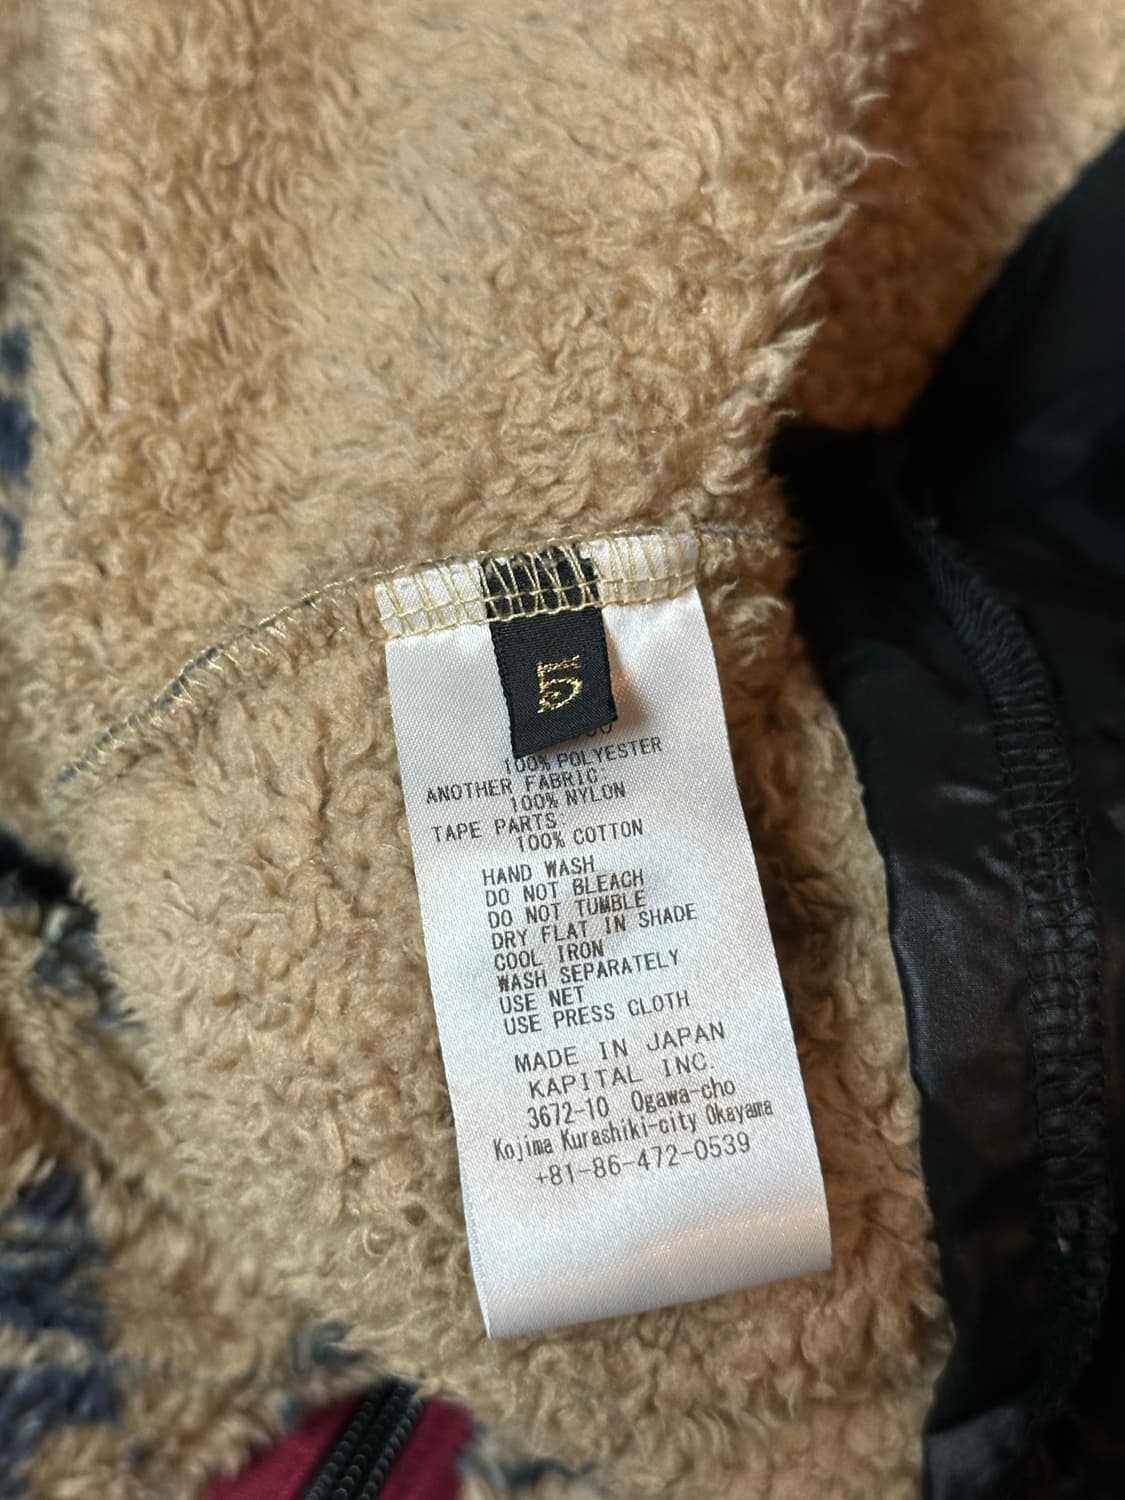 5
100% POLYESTER
ANOTHER FABRIC:
100% NYLON
TAPE PARTS:
100% COTTON
HAND WASH
DO NOT BLEACH
DO NOT TUMBLE
DRY FLAT IN SHADE
COOL IRON
WASH SEPARATELY
USE NET
USE PRESS CLOTH
MADE IN JAPAN
KAPITAL INC.
3672-10 Ogawa-cho
Kojima Kurashiki-city Okayama
+81-86-472-0539